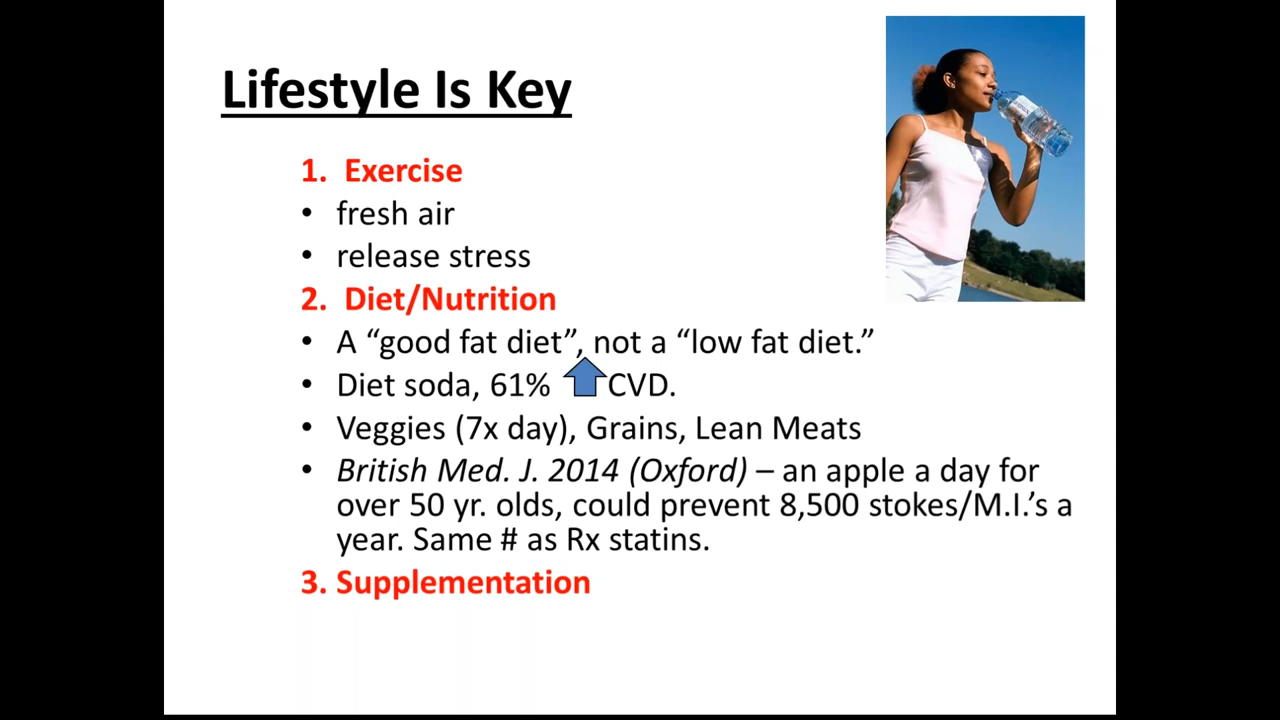 Lifestyle Is Key
1. Exercise
• fresh air
• release stress
2. Diet/Nutrition
• A “good fat diet”, not a “low fat diet.”
• Diet soda, 61% CVD.
• Veggies (7x day), Grains, Lean Meats
• British Med. J. 2014 (Oxford) – an apple a day for
over 50 yr. olds, could prevent 8,500 stokes/M.I.’s a
year. Same # as Rx statins.
3. Supplementation